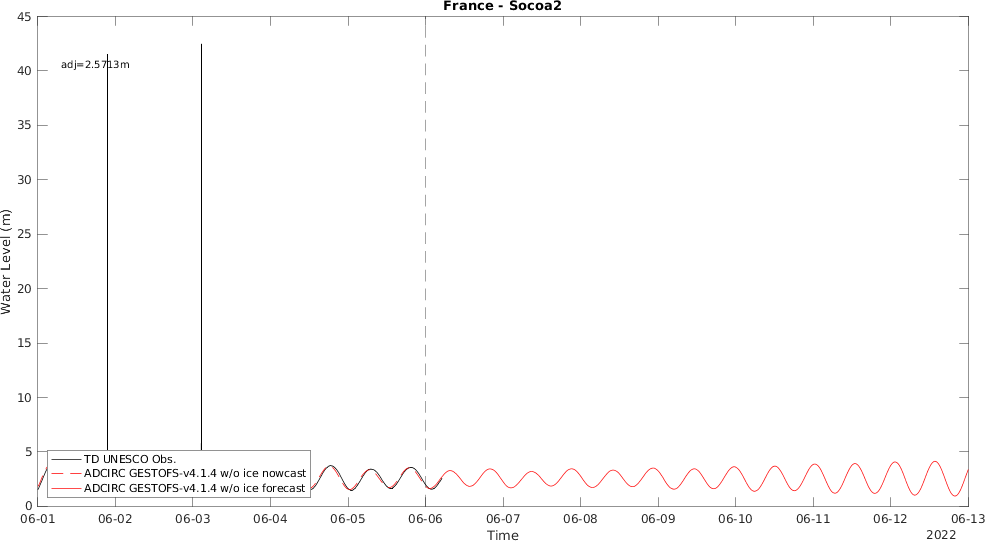 France - Socoa2
45
40
35
30
25
20
15
10
5
0
Water Level (m)
adj=2.5713m
TD UNESCO Obs.
ADCIRC GESTOFS-v4.1.4 w/o ice nowcast
ADCIRC GESTOFS-v4.1.4 w/o ice forecast
06-01 06-02 06-03 06-04 06-05 06-06 06-07 06-08 06-09 06-10 06-11 06-12 06-13
Time
2022